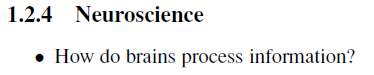 1.2.4 Neuroscience
• How do brains process information?